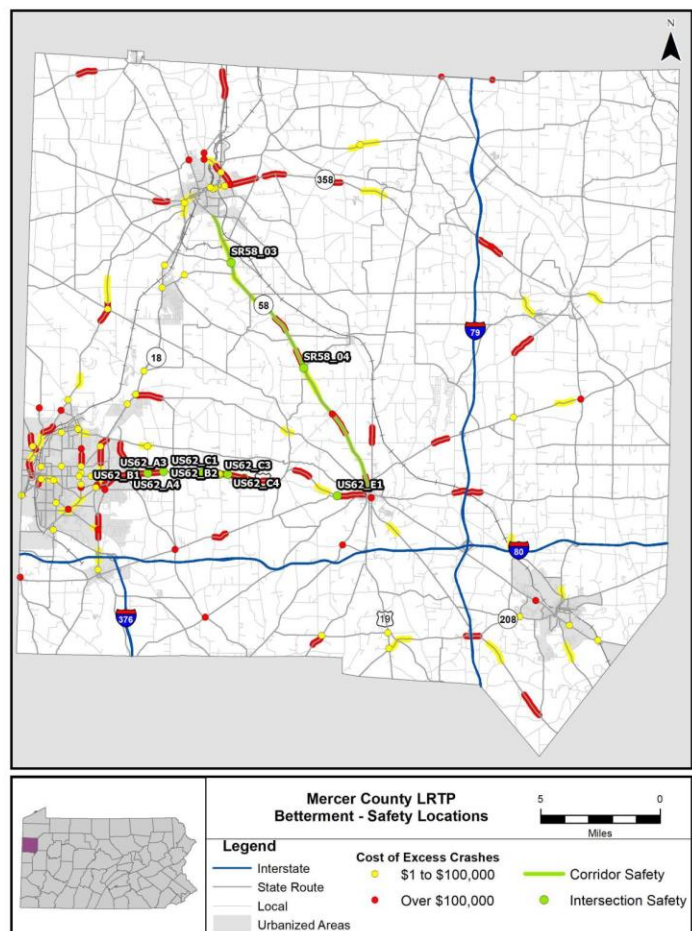 N
358
SR58_03
58
79
SR58_04
18
US62_A3
US62_C1
US62_C3
US62_B1
US62_B2
US62_A4
US62_C4
US62_E1
80
376
19
208
Mercer County LRTP
Betterment - Safety Locations
5
0
Miles
Legend
Interstate
State Route
Local
Urbanized Areas
Cost of Excess Crashes
$1 to $100,000
Over $100,000
Corridor Safety
Intersection Safety